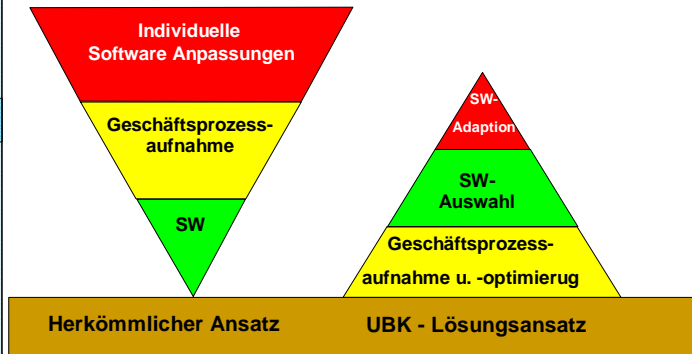 Individuelle
Software Anpassungen
Geschäftsprozess-
aufnahme
SW
Herkömmlicher Ansatz
SW-
Adaption
SW-
Auswahl
Geschäftsprozess-
aufnahme u. -optimierug
UBK - Lösungsansatz